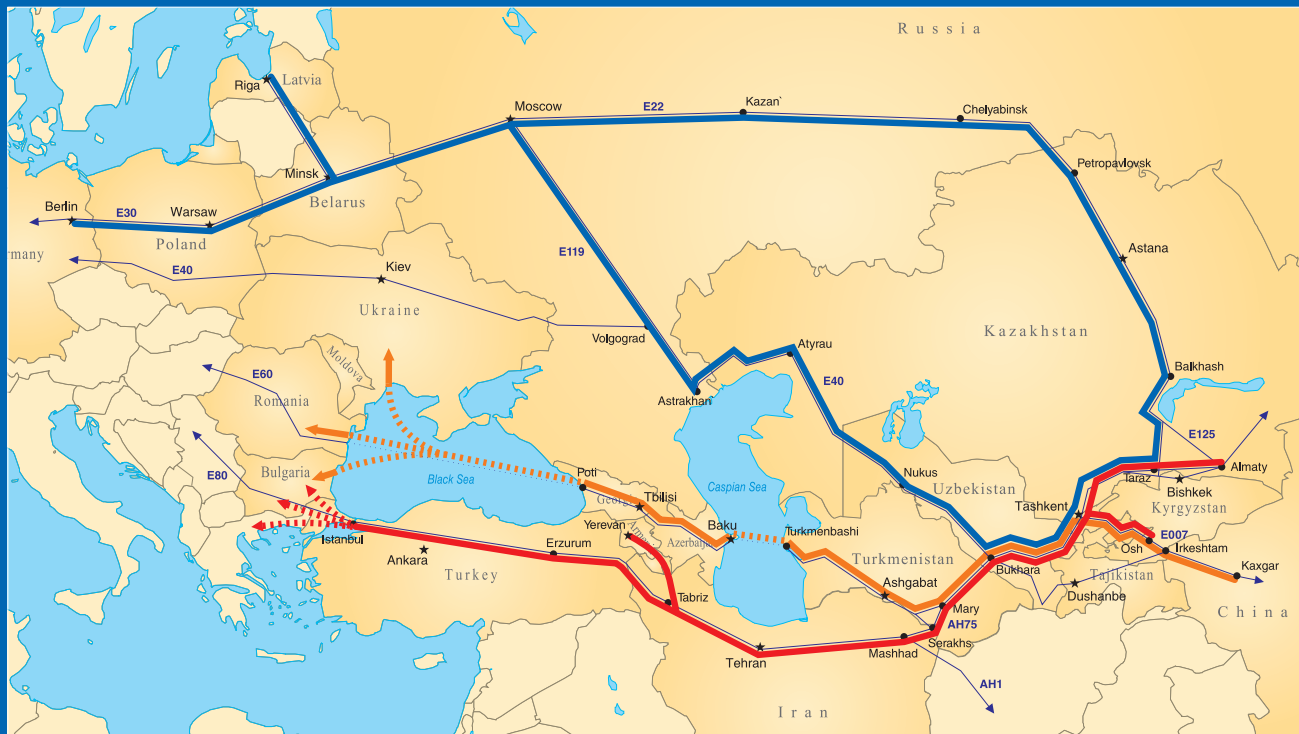 Russia
Riga
Latvia
Moscow
E22
Kazan`
Chelyabinsk
Petropavlovsk
Minsk
Belarus
Berlin
E30
Warsaw
Poland
many
E40
Kiev
Ukraine
E119
Astana
Volgograd
Kazakhstan
Moldova
Atyrau
E60
Romania
Astrakhan
E40
Balkhash
E125
E80
Bulgaria
Black Sea
Poti
Georg
Tbilisi
Caspian Sea
Nukus
Uzbekistan
Taraz
Almaty
Bishkek
Kyrgyzstan
Tashkent
Yerevan
Azerbaija
Baku
Turkmenbashi
E007
Osh
Irkeshtam
Istanbul
Ankara
Erzurum
Turkey
Turkmenistan
Bukhara
Tajikistan
Kaxgar
Ashgabat
Dushanbe
China
Tabriz
Mary
AH75
Serakhs
Tehran
Mashhad
AH1
Iran